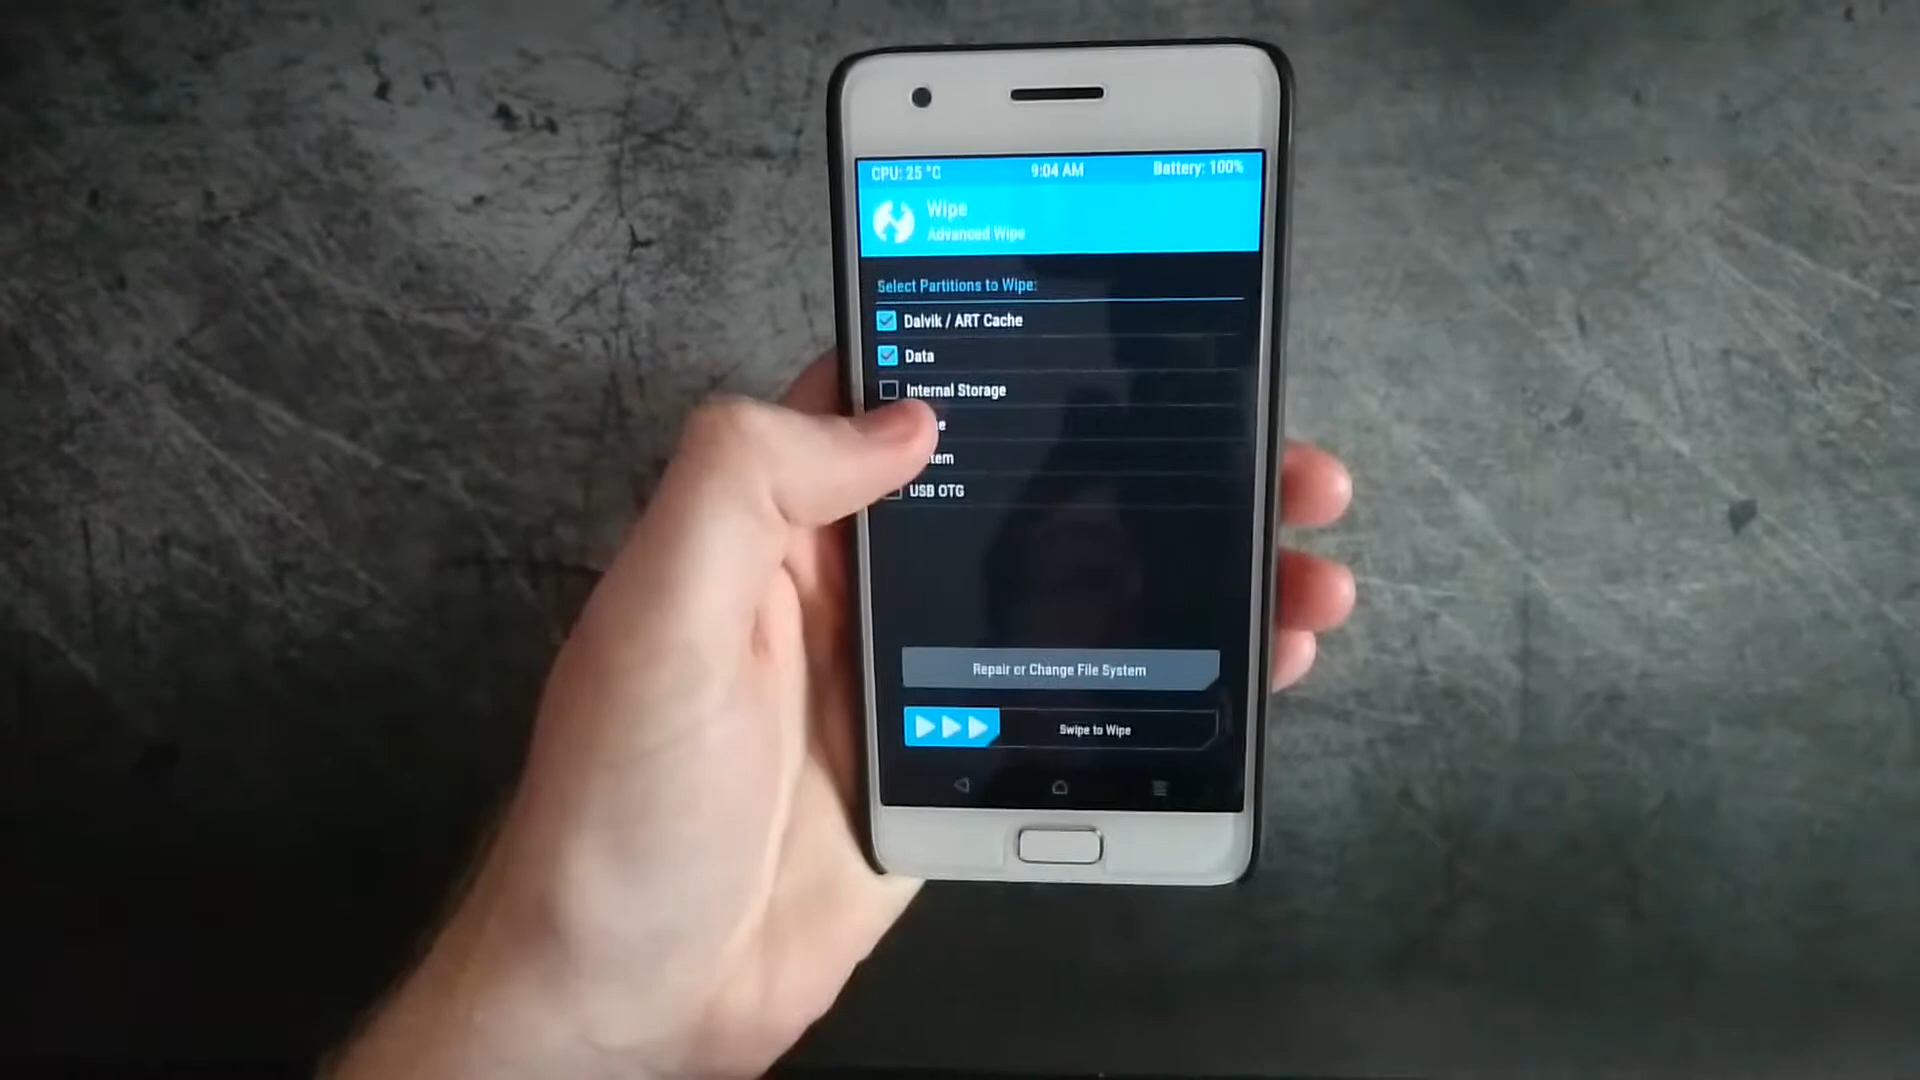 CPU: 25 °C 9:04 AM Battery: 100%
Wipe
Advanced Wipe
Select Partitions to Wipe:
Dalvik / ART Cache
Data
Internal Storage
USB OTG
Repair or Change File System
Swipe to Wipe